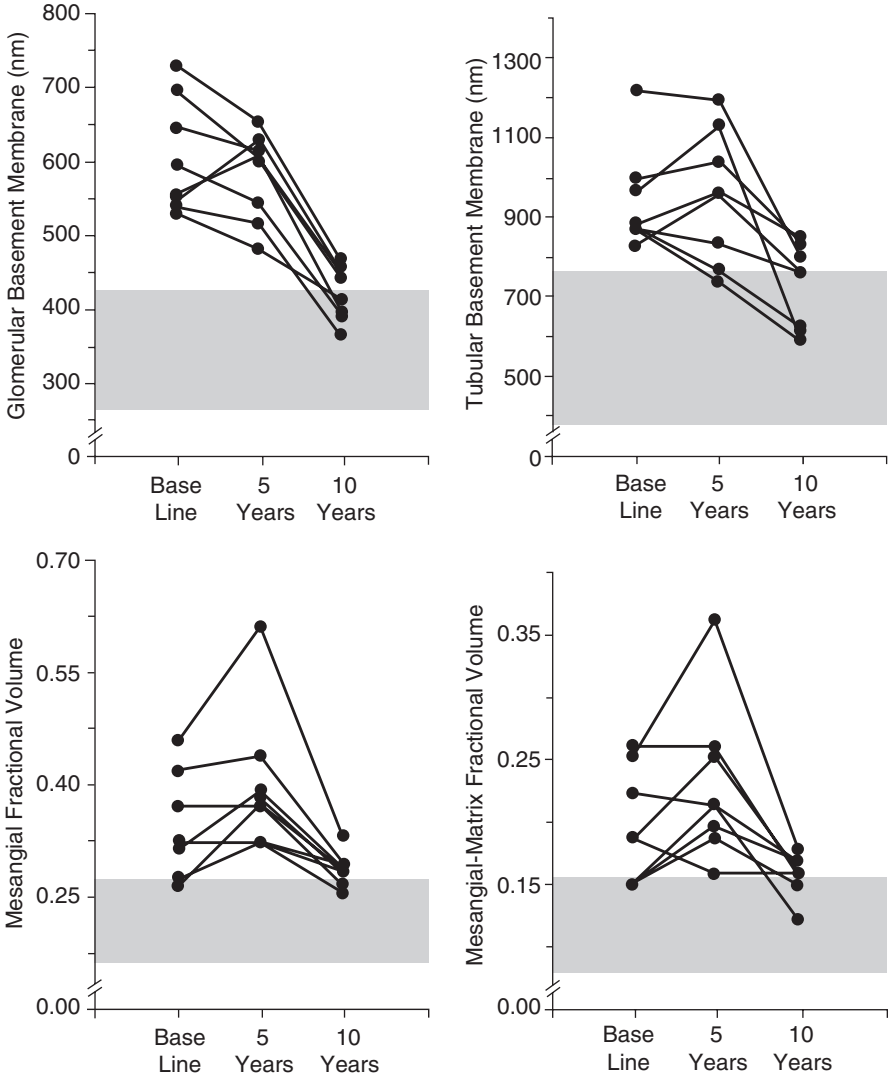 Glomerular Basement Membrane (nm)
800
700
600
500
400
300
0
Base Line
5 Years
10 Years
Tubular Basement Membrane (nm)
1300
1100
900
700
500
0
Base Line
5 Years
10 Years
Mesangial Fractional Volume
0.70
0.55
0.40
0.25
0.00
Base Line
5 Years
10 Years
Mesangial-Matrix Fractional Volume
0.35
0.25
0.15
0.00
Base Line
5 Years
10 Years